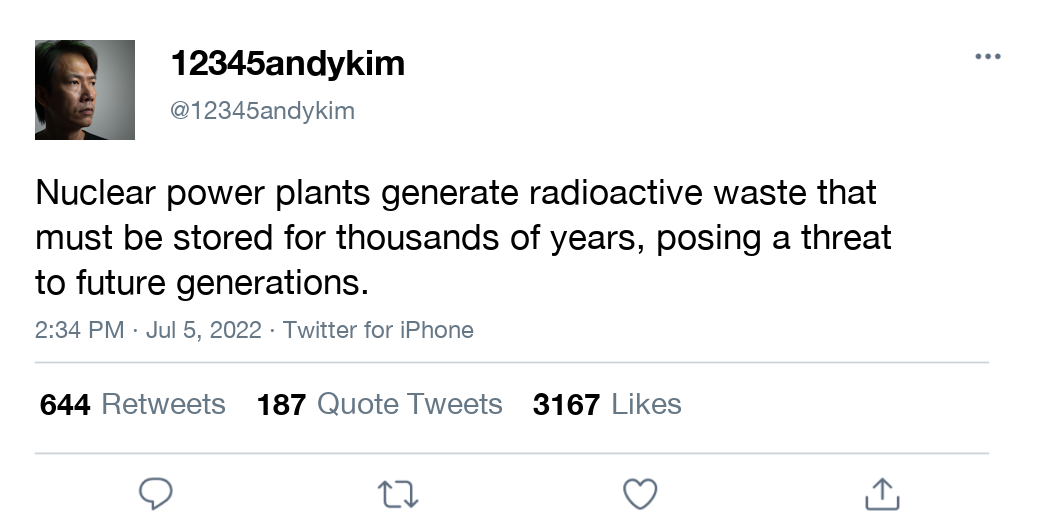 12345andykim
@12345andykim
Nuclear power plants generate radioactive waste that
must be stored for thousands of years, posing a threat
to future generations.
2:34 PM · Jul 5, 2022 · Twitter for iPhone
644 Retweets 187 Quote Tweets 3167 Likes